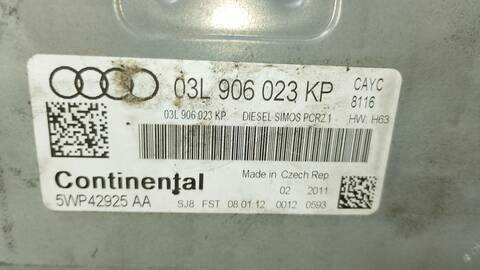 03L 906 023 KP CAYC
8116
03L 906 023 KP DIESEL SIMOS PCR2.1 HW: H63
Continental Made in Czech Rep
02 2011
5WP42925 AA SJ8 FST 08.01.12 0012 0593